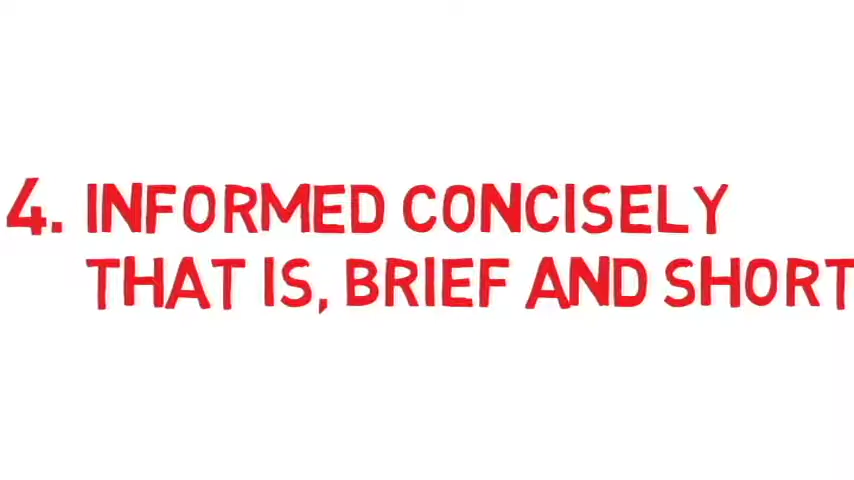 4. INFORMED CONCISELY
THAT IS, BRIEF AND SHORT